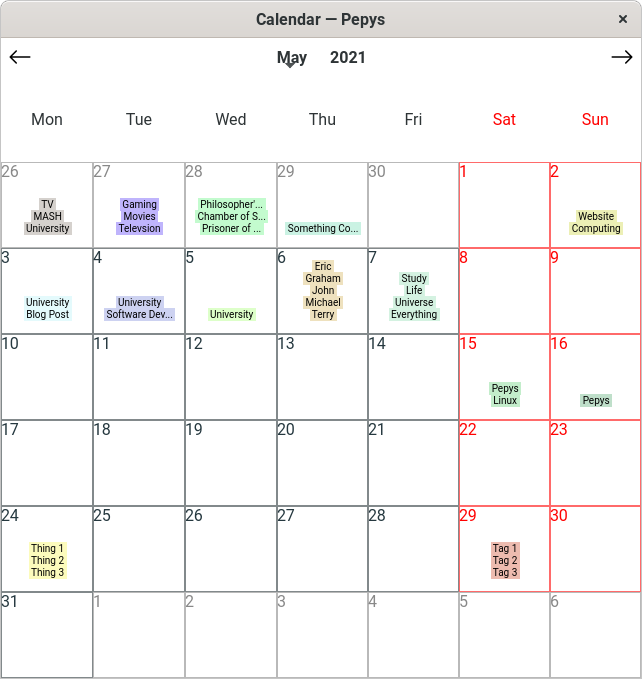 Calendar — Pepys ×
May 2021
Mon Tue Wed Thu Fri Sat Sun
26 27 28 29 30 1 2
TV
MASH
University
Gaming
Movies
Televsion
Philosopher'...
Chamber of S...
Prisoner of ...
Something Co...
Website
Computing
3 4 5 6 7 8 9
University
Blog Post
University
Software Dev...
University
Eric
Graham
John
Michael
Terry
Study
Life
Universe
Everything
10 11 12 13 14 15 16
Pepys
Linux
Pepys
17 18 19 20 21 22 23
24 25 26 27 28 29 30
Thing 1
Thing 2
Thing 3
Tag 1
Tag 2
Tag 3
31 1 2 3 4 5 6